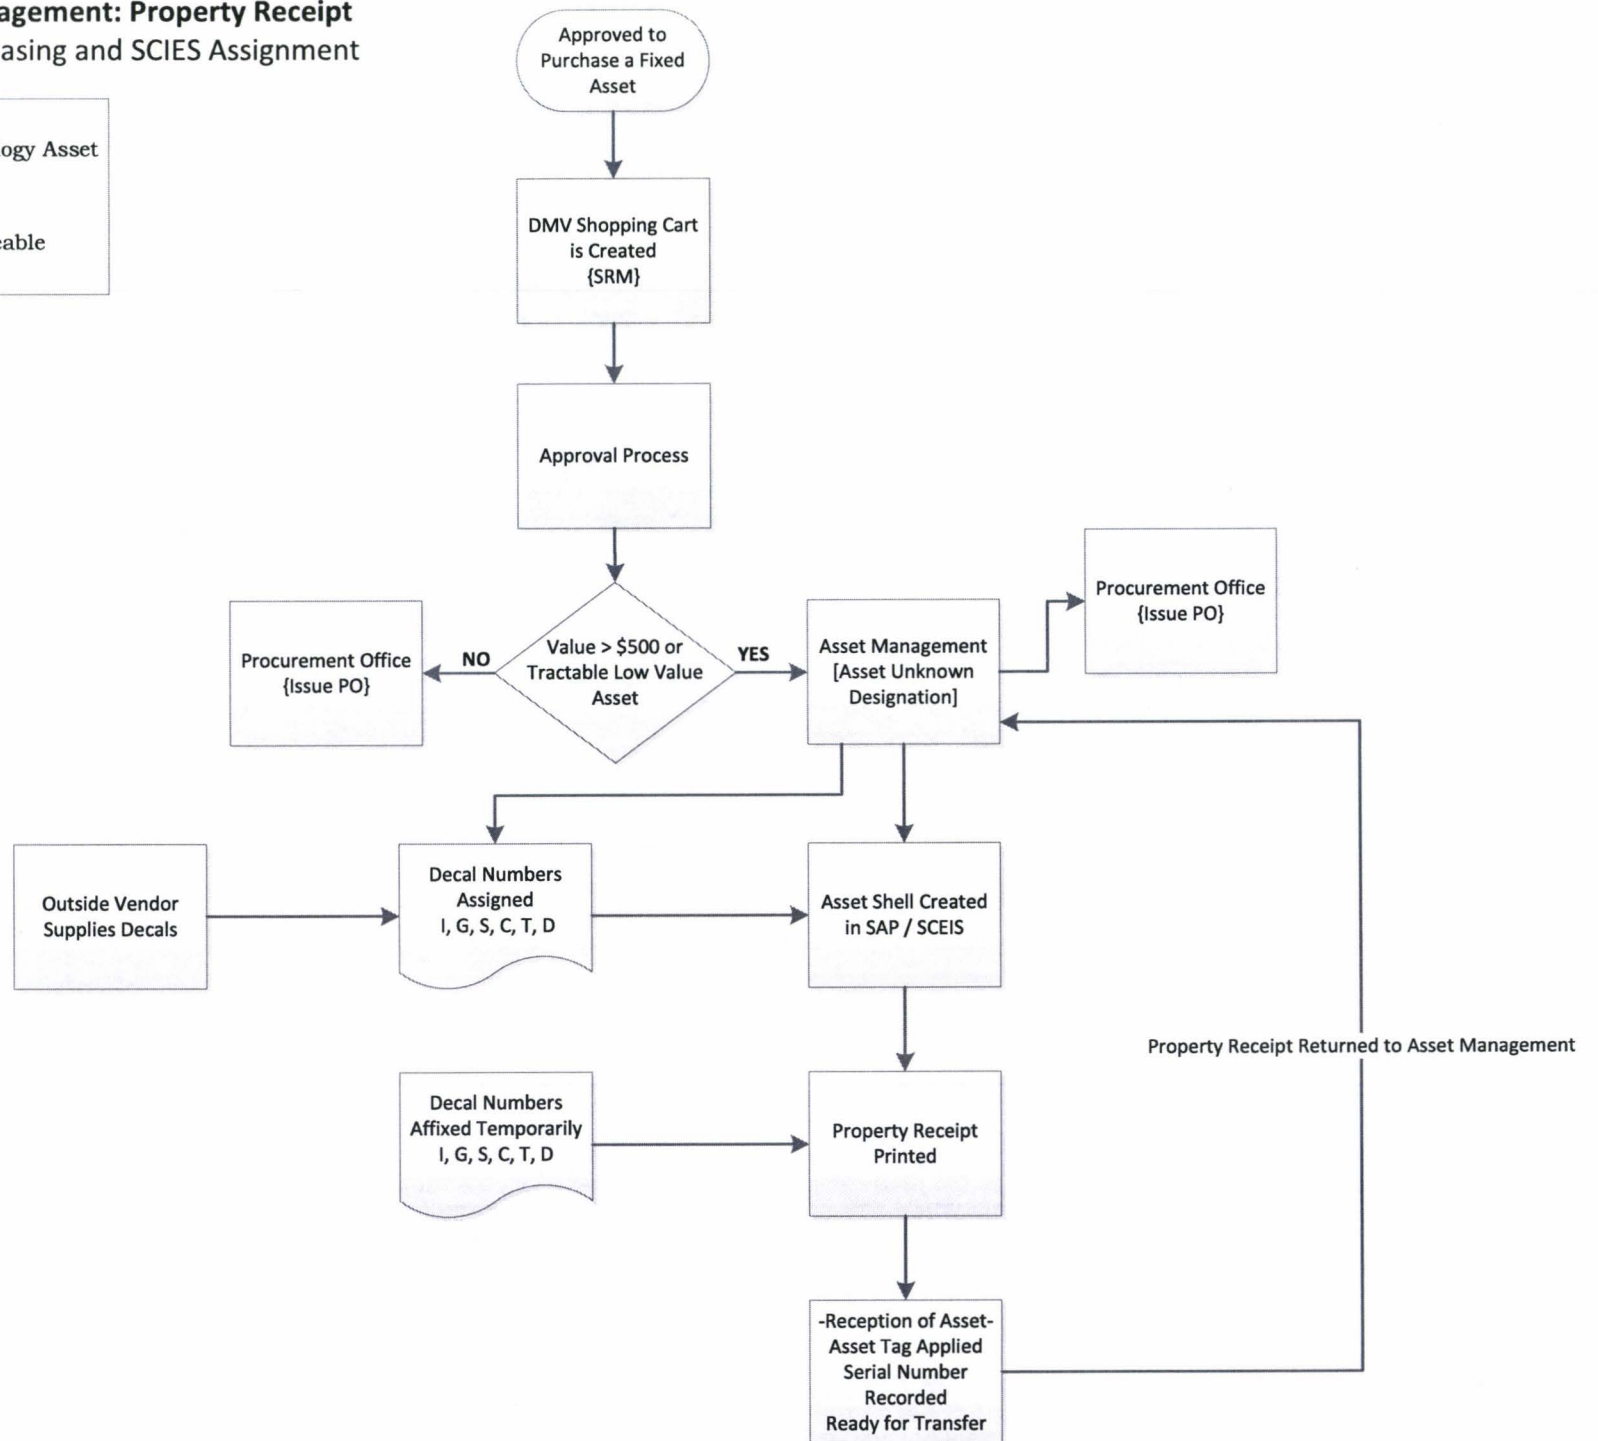 agement: Property Receipt
asing and SCIES Assignment
ogy Asset
eable
Approved to
Purchase a Fixed
Asset
DMV Shopping Cart
is Created
{SRM}
Approval Process
Value > $500 or
Tractable Low Value
Asset
NO
YES
Procurement Office
{Issue PO}
Asset Management
[Asset Unknown
Designation]
Procurement Office
{Issue PO}
Outside Vendor
Supplies Decals
Decal Numbers
Assigned
I, G, S, C, T, D
Asset Shell Created
in SAP / SCEIS
Property Receipt Returned to Asset Management
Decal Numbers
Affixed Temporarily
I, G, S, C, T, D
Property Receipt
Printed
-Reception of Asset-
Asset Tag Applied
Serial Number
Recorded
Ready for Transfer